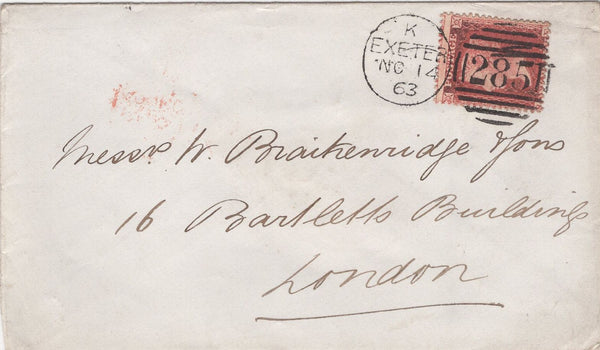 K
EXETER
NO 14
63
285
Messrs W. Braikenridge & Sons
16 Bartletts Buildings
London